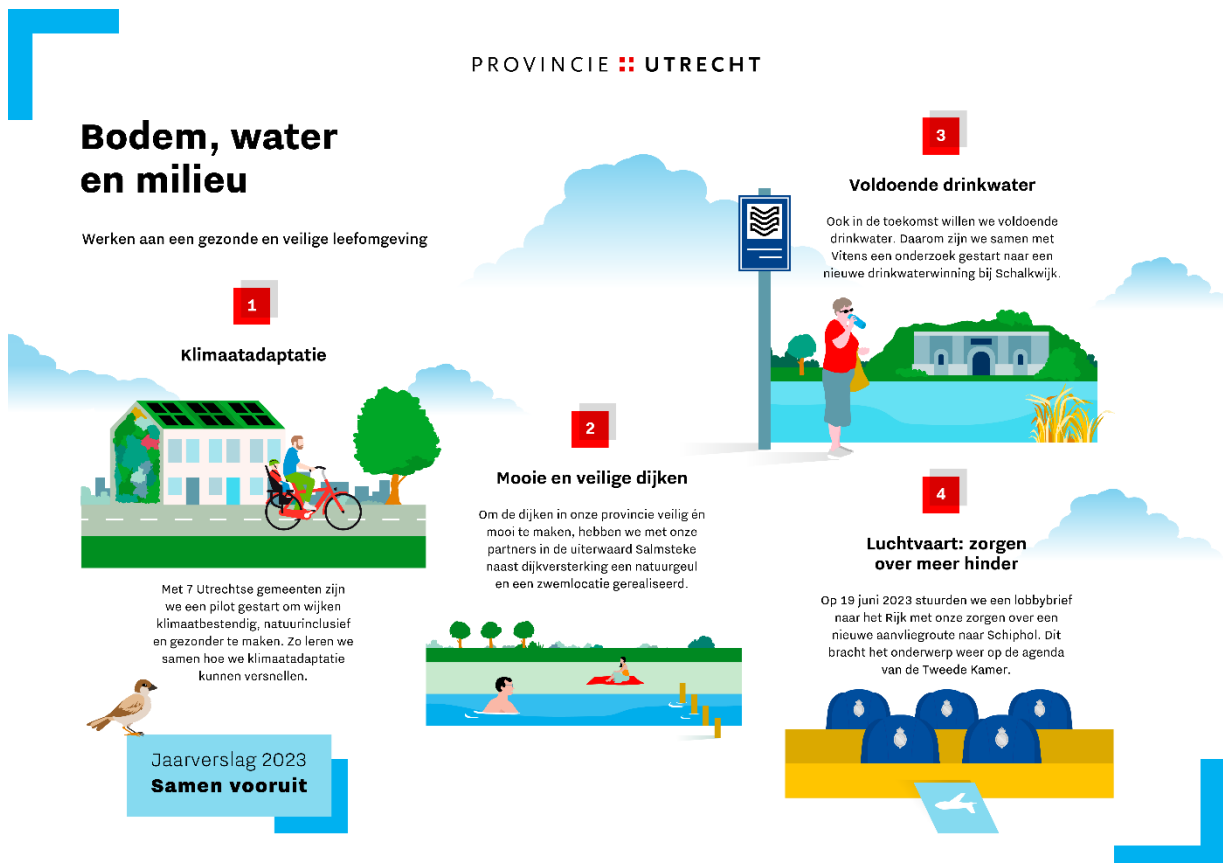 PROVINCIE UTRECHT
Bodem, water
en milieu
Werken aan een gezonde en veilige leefomgeving
1
Klimaatadaptatie
Met 7 Utrechtse gemeenten zijn
we een pilot gestart om wijken
klimaatbestendig, natuurinclusief
en gezonder te maken. Zo leren we
samen hoe we klimaatadaptatie
kunnen versnellen.
2
Mooie en veilige dijken
Om de dijken in onze provincie veilig én
mooi te maken, hebben we met onze
partners in de uiterwaard Salmsteke
naast dijkversterking een natuurgeul
en een zwemlocatie gerealiseerd.
3
Voldoende drinkwater
Ook in de toekomst willen we voldoende
drinkwater. Daarom zijn we samen met
Vitens een onderzoek gestart naar een
nieuwe drinkwaterwinning bij Schalkwijk.
4
Luchtvaart: zorgen
over meer hinder
Op 19 juni 2023 stuurden we een lobbybrief
naar het Rijk met onze zorgen over een
nieuwe aanvliegroute naar Schiphol. Dit
bracht het onderwerp weer op de agenda
van de Tweede Kamer.
Jaarverslag 2023
Samen vooruit